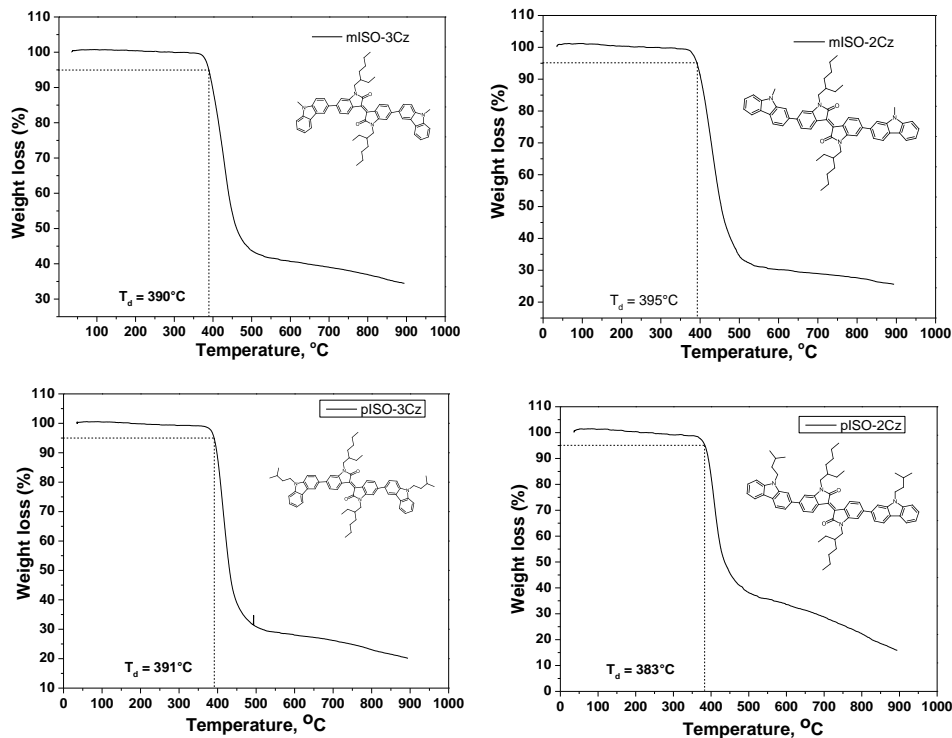 mISO-3Cz
110
100
90
80
70
60
50
40
30
Weight loss (%)
N
N
O
O
N
N
T_d = 390°C
100 200 300 400 500 600 700 800 900 1000
Temperature, °C
mISO-2Cz
110
100
90
80
70
60
50
40
30
20
Weight loss (%)
N
N
O
O
N
N
T_d = 395°C
0 100 200 300 400 500 600 700 800 900 1000
Temperature, °C
pISO-3Cz
110
100
90
80
70
60
50
40
30
20
10
Weight loss (%)
N
N
O
O
N
N
T_d = 391°C
0 100 200 300 400 500 600 700 800 900 1000
Temperature, °C
pISO-2Cz
110
100
90
80
70
60
50
40
30
20
10
0
Weight loss (%)
N
N
O
O
N
N
T_d = 383°C
0 100 200 300 400 500 600 700 800 900 1000
Temperature, °C